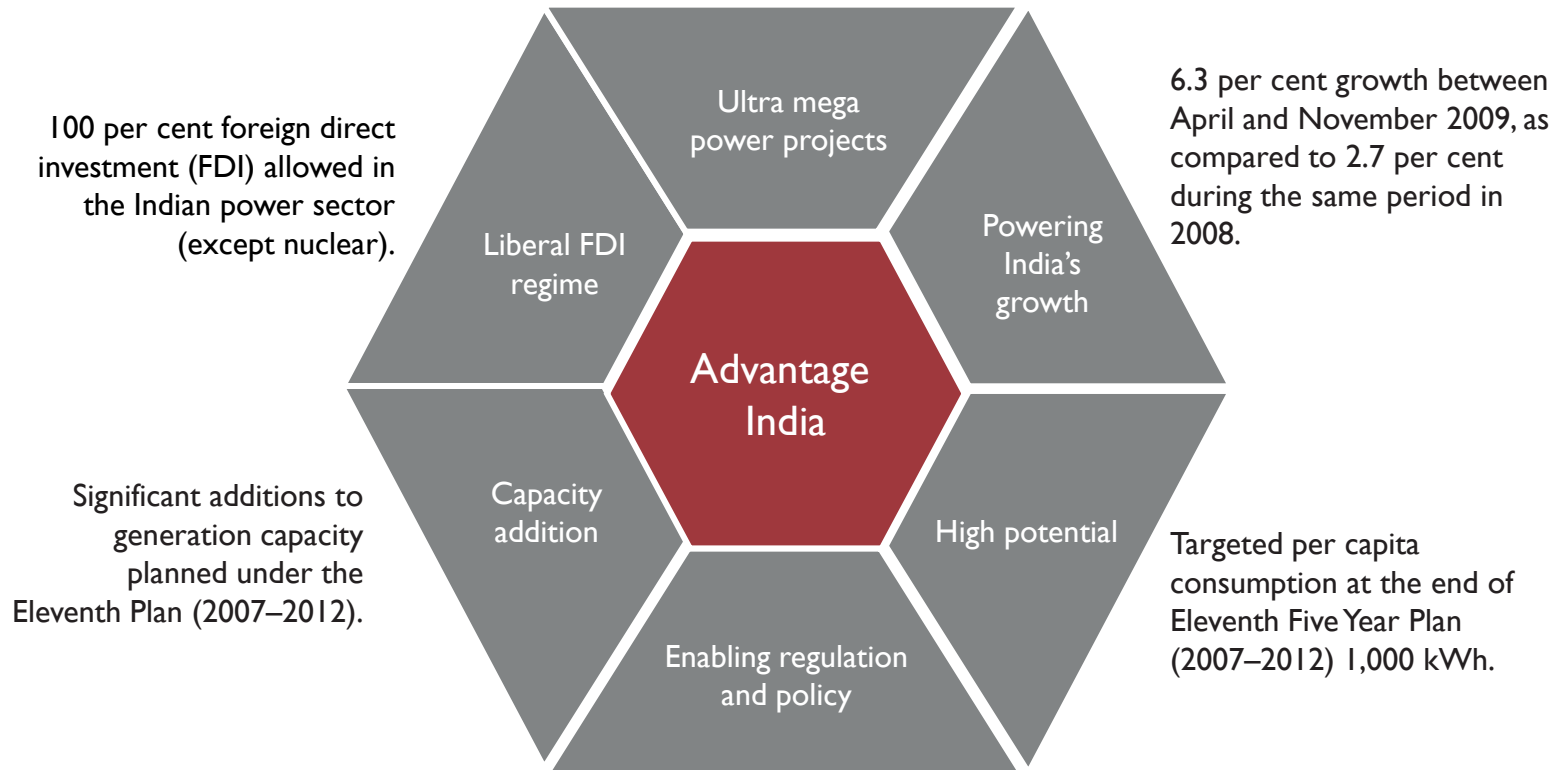 Ultra mega
power projects
100 per cent foreign direct
investment (FDI) allowed in
the Indian power sector
(except nuclear).
Liberal FDI
regime
6.3 per cent growth between
April and November 2009, as
compared to 2.7 per cent
during the same period in
2008.
Powering
India’s
growth
Advantage
India
Significant additions to
generation capacity
planned under the
Eleventh Plan (2007–2012).
Capacity
addition
High potential
Targeted per capita
consumption at the end of
Eleventh Five Year Plan
(2007–2012) 1,000 kWh.
Enabling regulation
and policy